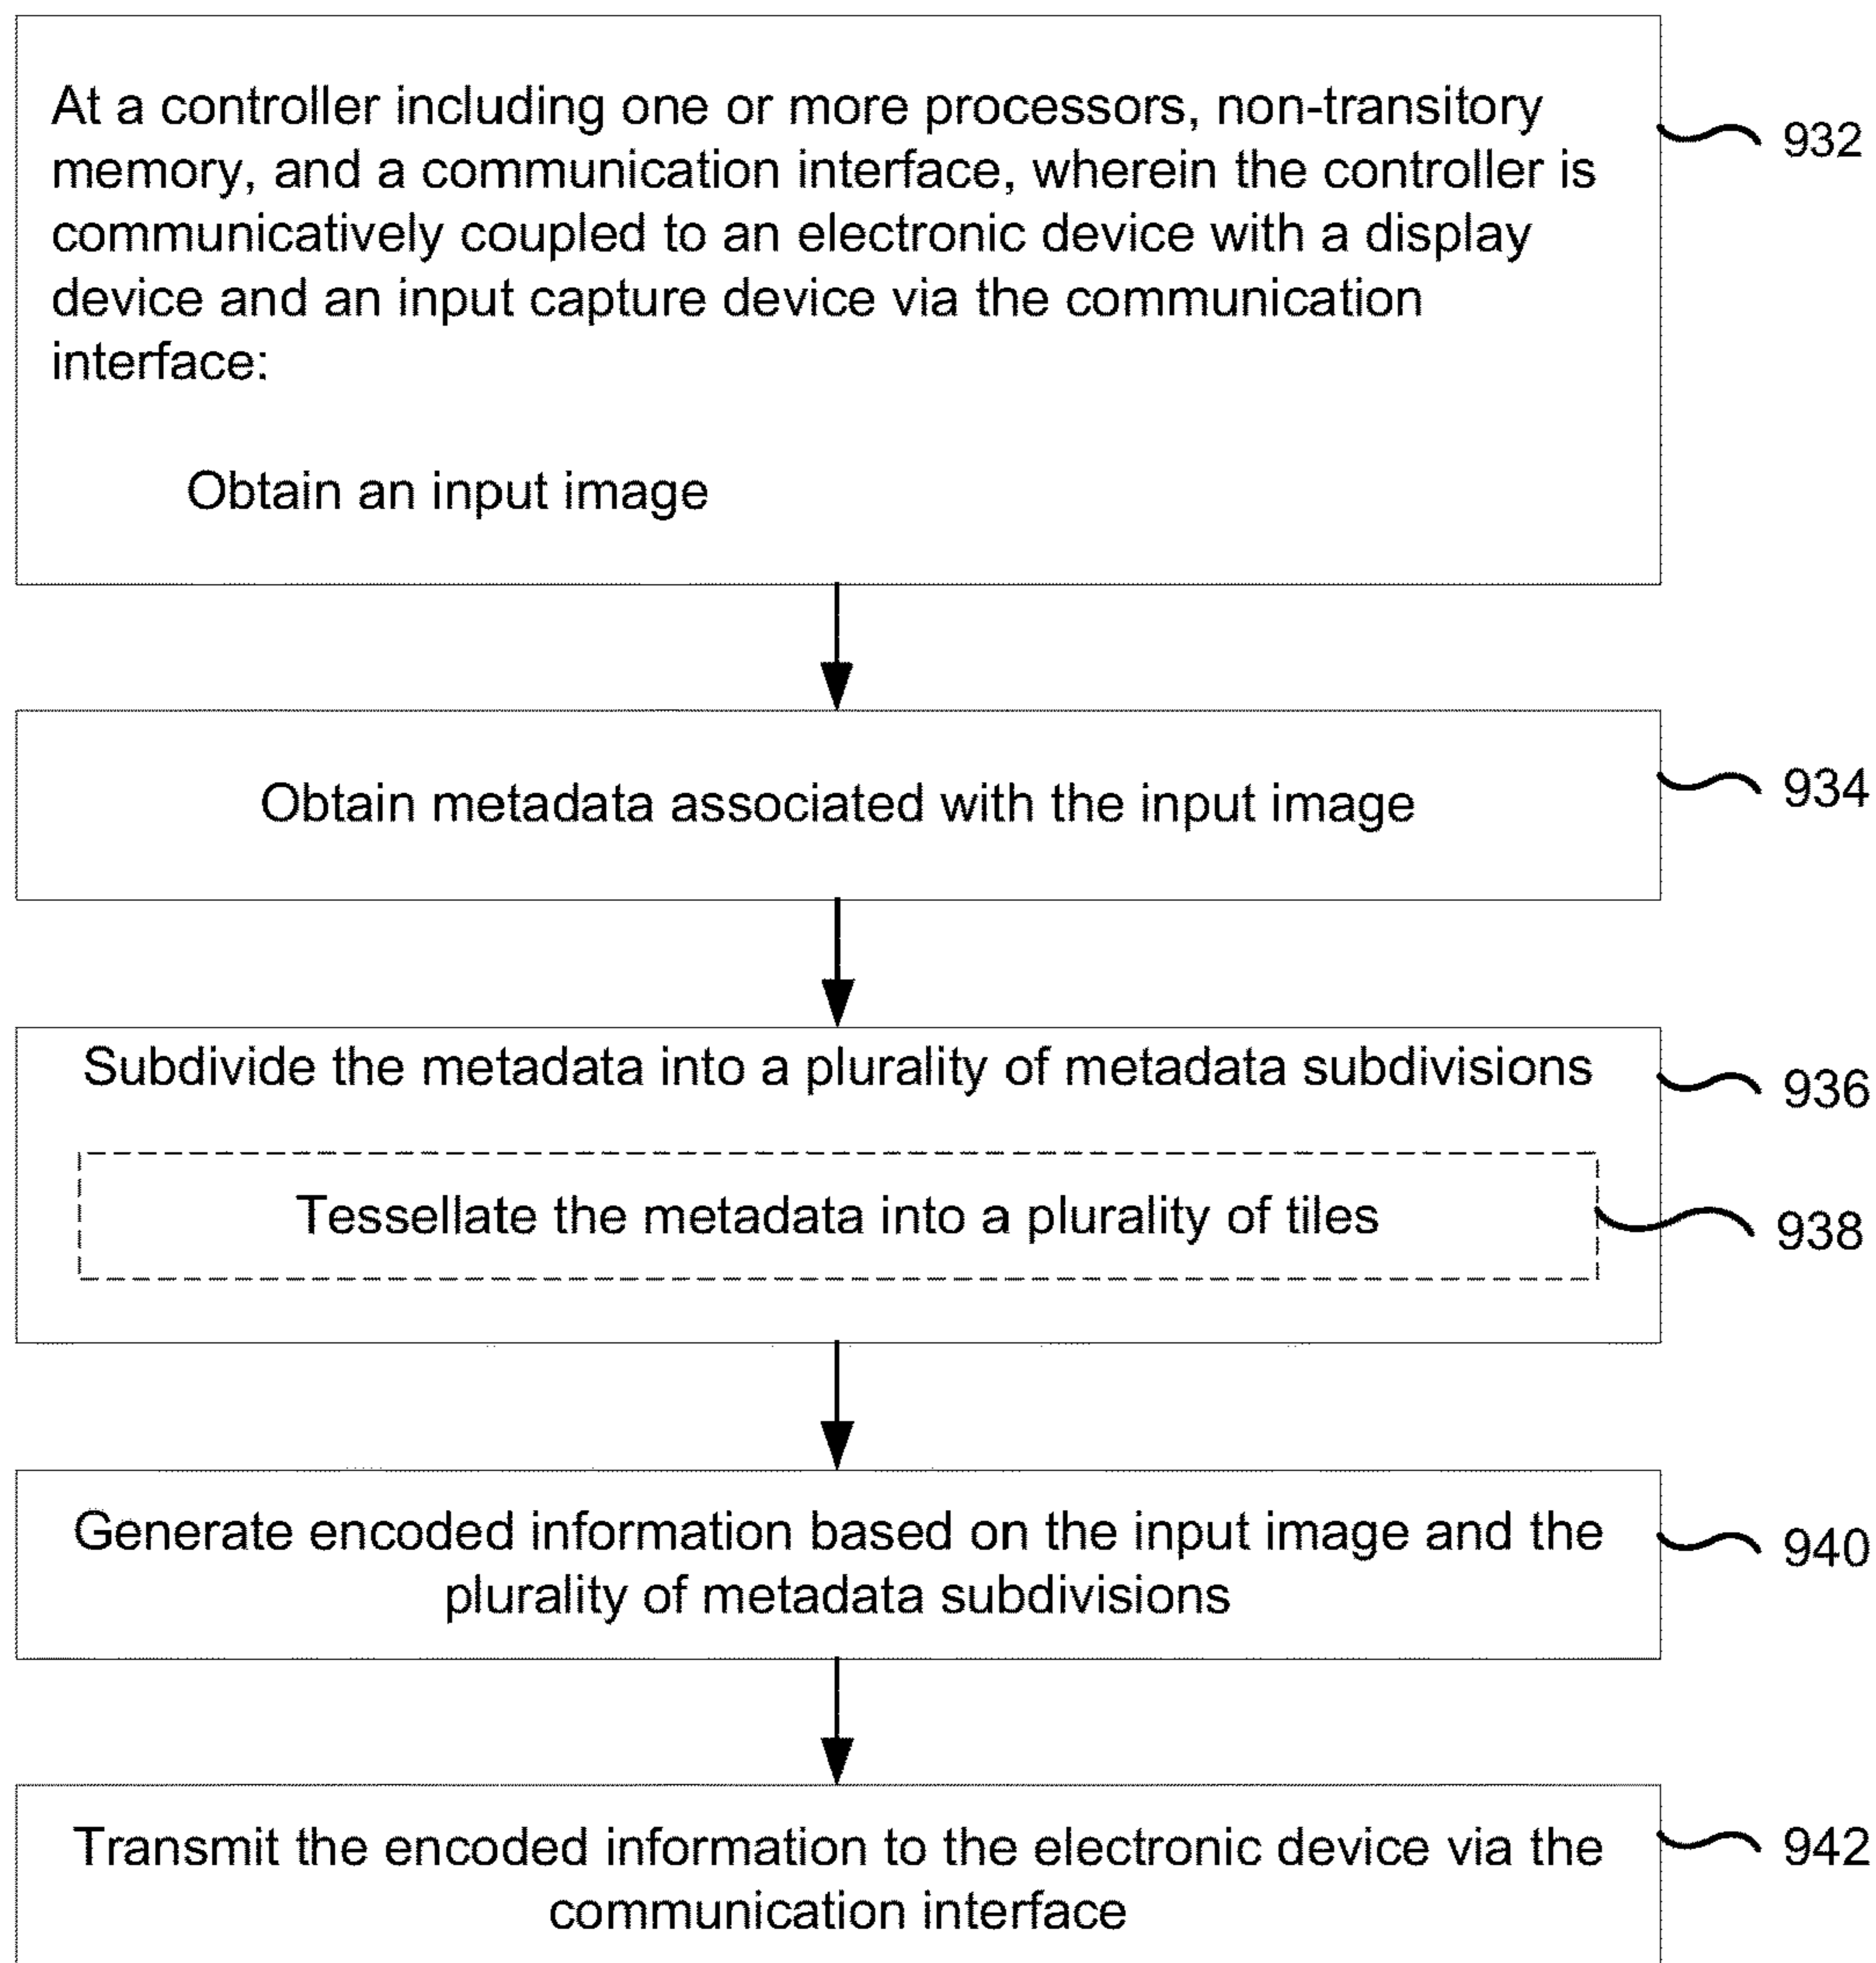 At a controller including one or more processors, non-transitory
memory, and a communication interface, wherein the controller is
communicatively coupled to an electronic device with a display
device and an input capture device via the communication
interface:
Obtain an input image
932
Obtain metadata associated with the input image
934
Subdivide the metadata into a plurality of metadata subdivisions
936
Tessellate the metadata into a plurality of tiles
938
Generate encoded information based on the input image and the
plurality of metadata subdivisions
940
Transmit the encoded information to the electronic device via the
communication interface
942